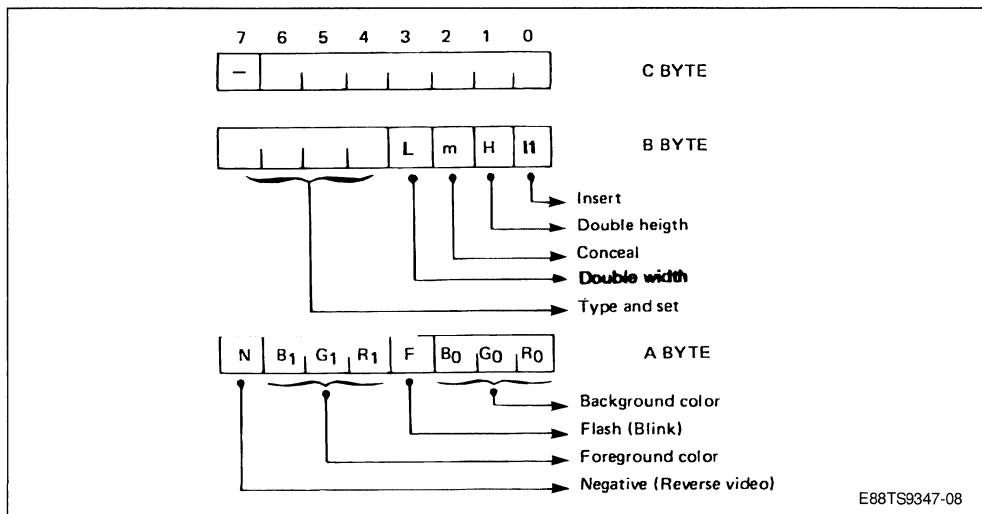 7 6 5 4 3 2 1 0
– C BYTE
L m H I1 B BYTE
Insert
Double heigth
Conceal
Double width
Type and set
N B1 G1 R1 F B0 G0 R0 A BYTE
Background color
Flash (Blink)
Foreground color
Negative (Reverse video)
E88TS9347-08